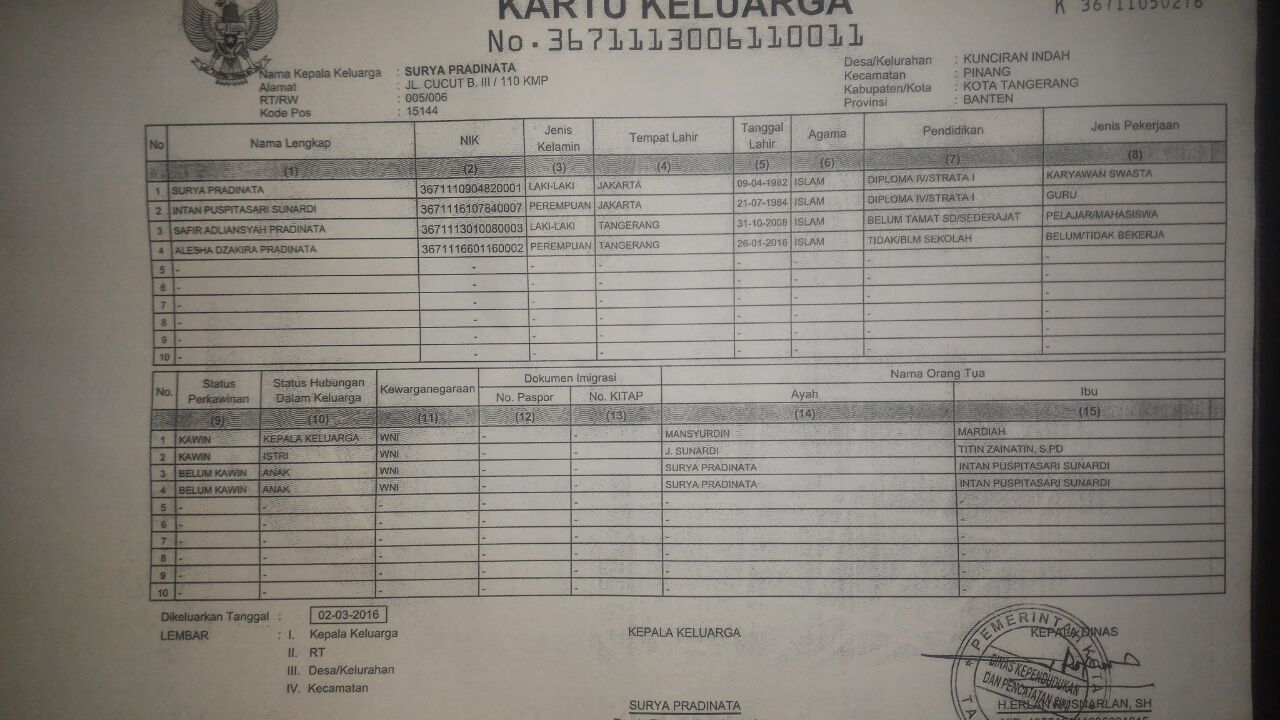 KARTU KELUARGA
K 36711050276
No. 3671113006110011
Nama Kepala Keluarga : SURYA PRADINATA
Alamat : JL. CUCUT B. III / 110 KMP
RT/RW : 005/006
Kode Pos : 15144
Desa/Kelurahan : KUNCIRAN INDAH
Kecamatan : PINANG
Kabupaten/Kota : KOTA TANGERANG
Provinsi : BANTEN
No Nama Lengkap NIK Jenis Kelamin Tempat Lahir Tanggal Lahir Agama Pendidikan Jenis Pekerjaan
(1) (2) (3) (4) (5) (6) (7) (8)
1 SURYA PRADINATA 3671110904820001 LAKI-LAKI JAKARTA 09-04-1982 ISLAM DIPLOMA IV/STRATA I KARYAWAN SWASTA
2 INTAN PUSPITASARI SUNARDI 3671116107840007 PEREMPUAN JAKARTA 21-07-1984 ISLAM DIPLOMA IV/STRATA I GURU
3 SAFIR ADLIANSYAH PRADINATA 3671113010080003 LAKI-LAKI TANGERANG 31-10-2008 ISLAM BELUM TAMAT SD/SEDERAJAT PELAJAR/MAHASISWA
4 ALESHA DZAKIRA PRADINATA 3671116601160002 PEREMPUAN TANGERANG 26-01-2016 ISLAM TIDAK/BLM SEKOLAH BELUM/TIDAK BEKERJA
5 - - - - - - - -
6 - - - - - - - -
7 - - - - - - - -
8 - - - - - - - -
9 - - - - - - - -
10 - - - - - - - -
No. Status Perkawinan Status Hubungan Dalam Keluarga Kewarganegaraan Dokumen Imigrasi Nama Orang Tua
No. Paspor No. KITAP Ayah Ibu
(9) (10) (11) (12) (13) (14) (15)
1 KAWIN KEPALA KELUARGA WNI - - MANSYURDIN MARDIAH
2 KAWIN ISTRI WNI - - J. SUNARDI TITIN ZAINATIN, S.PD
3 BELUM KAWIN ANAK WNI - - SURYA PRADINATA INTAN PUSPITASARI SUNARDI
4 BELUM KAWIN ANAK WNI - - SURYA PRADINATA INTAN PUSPITASARI SUNARDI
5 - - - - - - -
6 - - - - - - -
7 - - - - - - -
8 - - - - - - -
9 - - - - - - -
10 - - - - - - -
Dikeluarkan Tanggal : 02-03-2016
LEMBAR : I. Kepala Keluarga
II. RT
III. Desa/Kelurahan
IV. Kecamatan
KEPALA KELUARGA
SURYA PRADINATA
KEPALA DINAS
PEMERINTAH KOTA
DINAS KEPENDUDUKAN
DAN PENCATATAN
H.ERLAN RUSNARLAN, SH